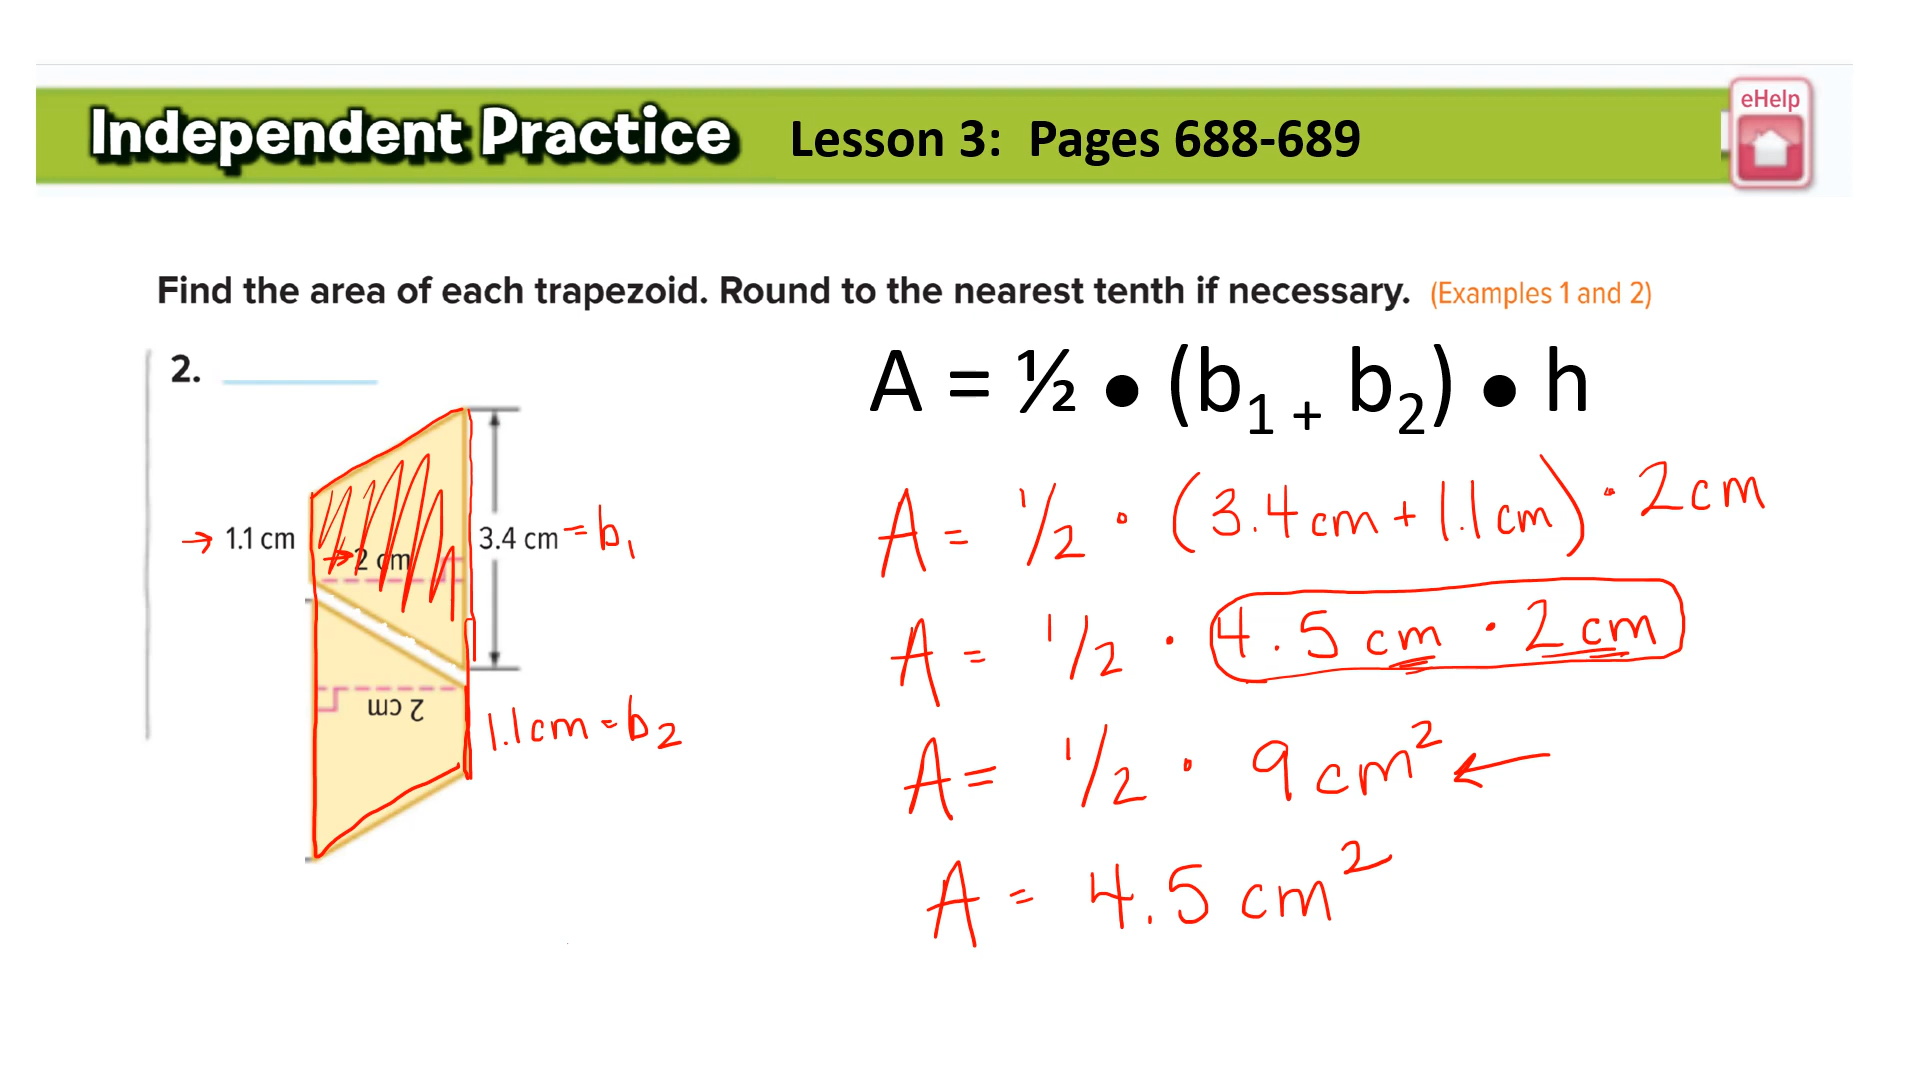 Independent Practice Lesson 3: Pages 688-689
eHelp
Find the area of each trapezoid. Round to the nearest tenth if necessary. (Examples 1 and 2)
2.
A = ½ • (b₁ + b₂) • h
→ 1.1 cm
2 cm
3.4 cm = b₁
2 cm
1.1cm = b₂
A = 1/2 · (3.4 cm + 1.1 cm) · 2 cm
A = 1/2 · 4.5 cm · 2 cm
A = 1/2 · 9 cm² ←
A = 4.5 cm²